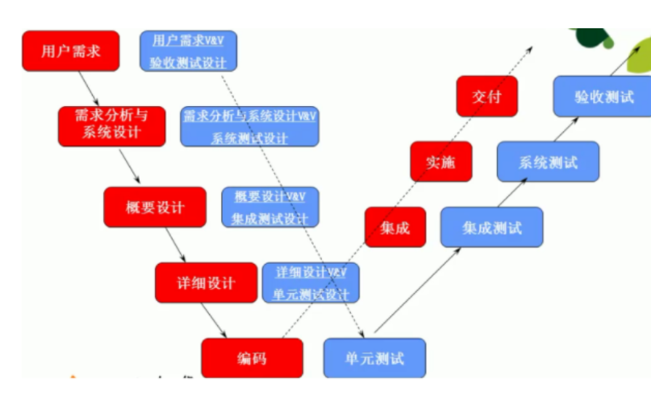 用户需求
用户需求V&V
验收测试设计
交付
验收测试
需求分析与
系统设计
需求分析与系统设计V&V
系统测试设计
实施
系统测试
概要设计
概要设计V&V
集成测试设计
集成
集成测试
详细设计
详细设计V&V
单元测试设计
编码
单元测试